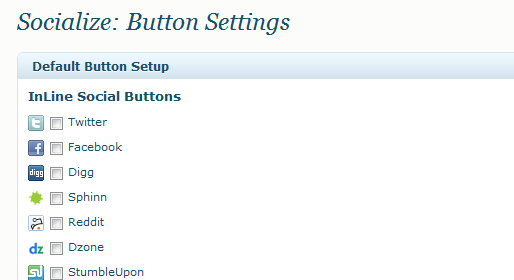 Socialize: Button Settings
Default Button Setup
InLine Social Buttons
Twitter
Facebook
digg Digg
Sphinn
Reddit
dz Dzone
StumbleUpon